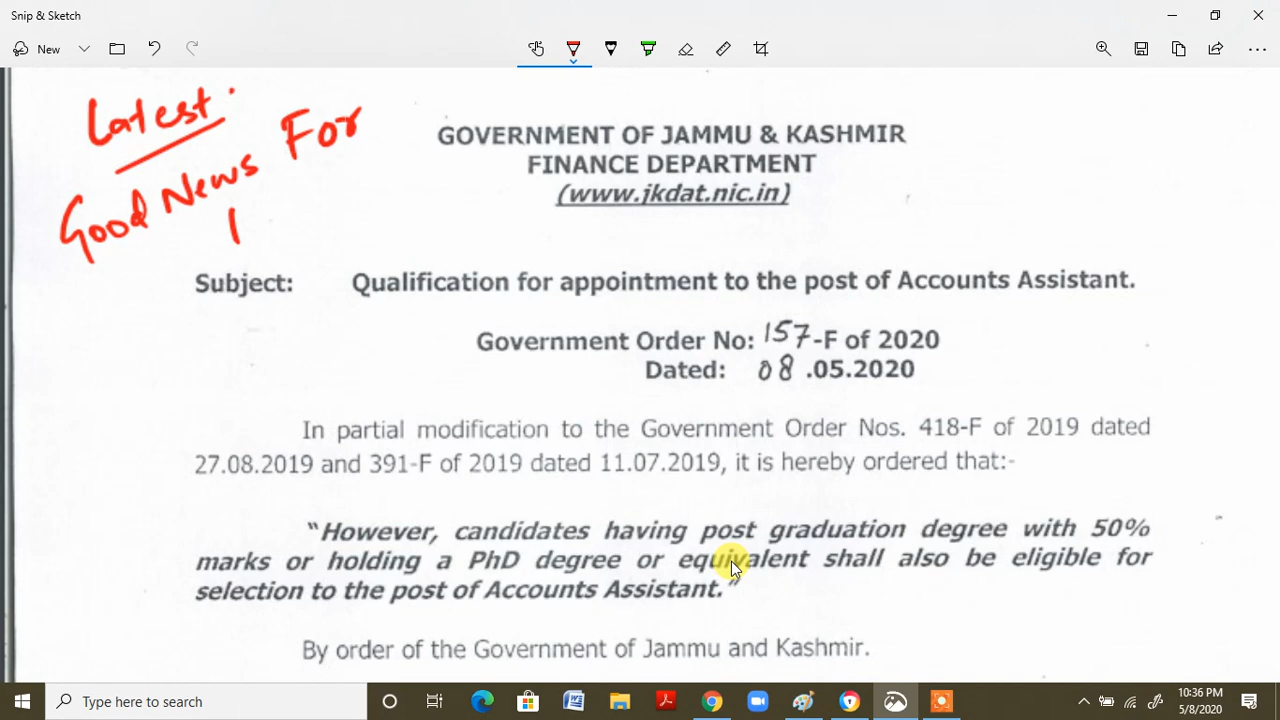 Snip & Sketch
New
Latest
Good News For
GOVERNMENT OF JAMMU & KASHMIR
FINANCE DEPARTMENT
(www.jkdat.nic.in)
Subject: Qualification for appointment to the post of Accounts Assistant.
Government Order No: 157-F of 2020
Dated: 08 .05.2020
In partial modification to the Government Order Nos. 418-F of 2019 dated
27.08.2019 and 391-F of 2019 dated 11.07.2019, it is hereby ordered that:-
"However, candidates having post graduation degree with 50%
marks or holding a PhD degree or equivalent shall also be eligible for
selection to the post of Accounts Assistant."
By order of the Government of Jammu and Kashmir.
Type here to search
10:36 PM
5/8/2020